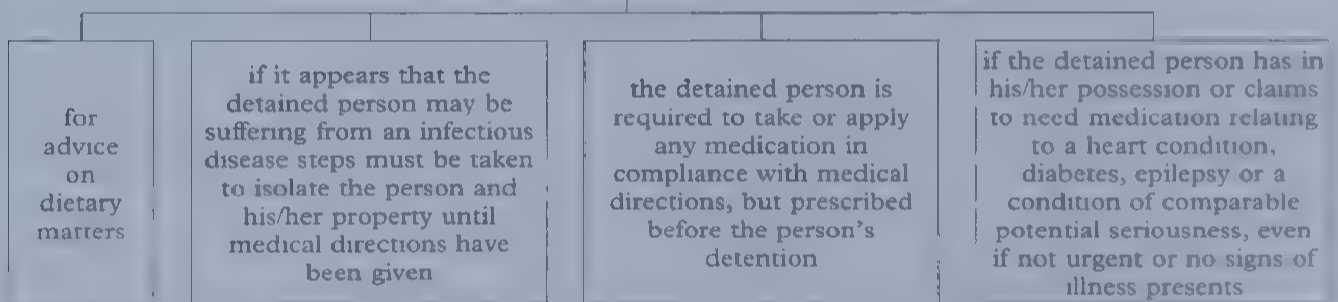 for
advice
on
dietary
matters
if it appears that the
detained person may be
suffering from an infectious
disease steps must be taken
to isolate the person and
his/her property until
medical directions have
been given
the detained person is
required to take or apply
any medication in
compliance with medical
directions, but prescribed
before the person's
detention
if the detained person has in
his/her possession or claims
to need medication relating
to a heart condition,
diabetes, epilepsy or a
condition of comparable
potential seriousness, even
if not urgent or no signs of
illness presents